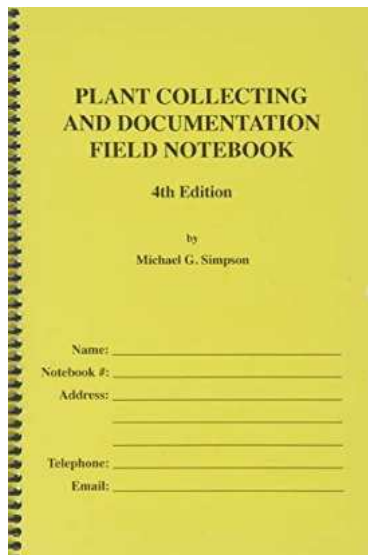 PLANT COLLECTING
AND DOCUMENTATION
FIELD NOTEBOOK
4th Edition
by
Michael G. Simpson
Name:
Notebook #:
Address:
Telephone:
Email: